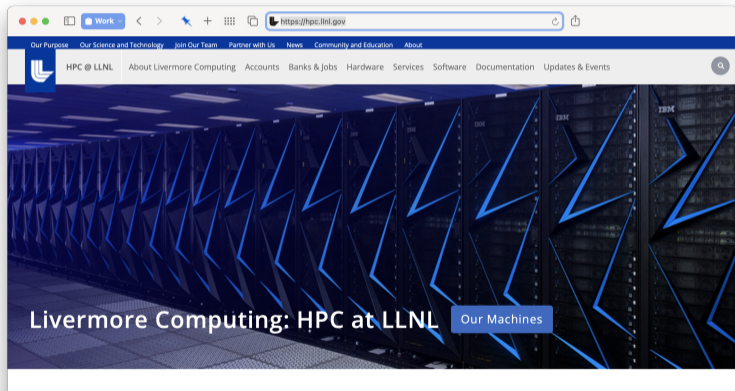 Work
https://hpc.llnl.gov
Our Purpose Our Science and Technology Join Our Team Partner with Us News Community and Education About
HPC @ LLNL About Livermore Computing Accounts Banks & Jobs Hardware Services Software Documentation Updates & Events
IBM
IBM
IBM
Livermore Computing: HPC at LLNL Our Machines